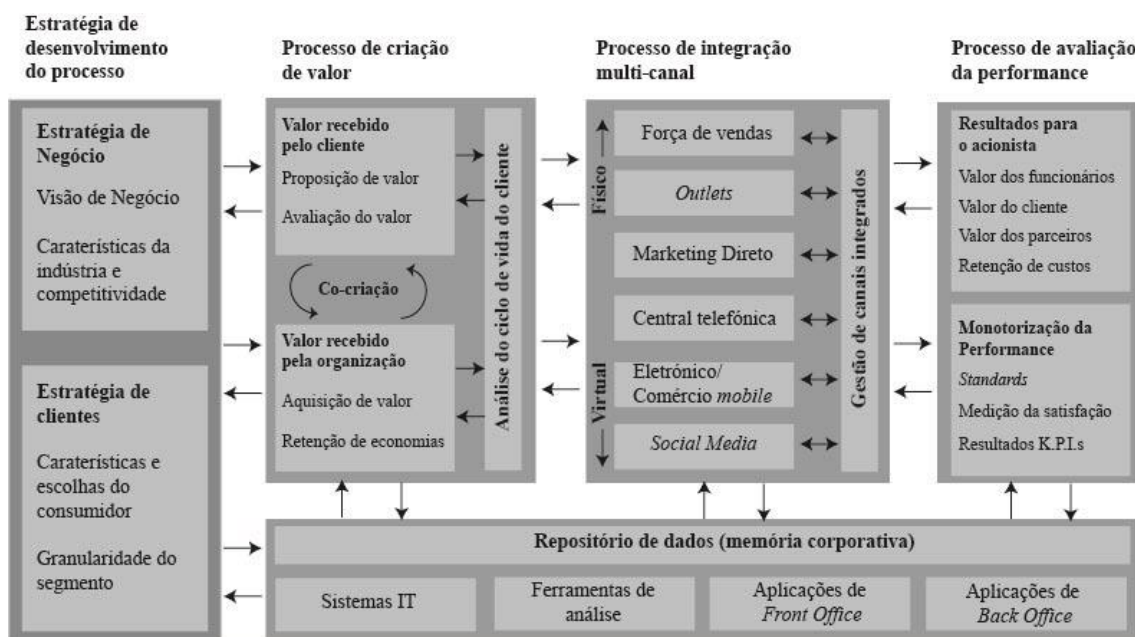 Estratégia de
desenvolvimento
do processo
Estratégia de
Negócio
Visão de Negócio
Caraterísticas da
indústria e
competitividade
Estratégia de
clientes
Caraterísticas e
escolhas do
consumidor
Granularidade do
segmento
Processo de criação
de valor
Valor recebido
pelo cliente
Proposição de valor
Avaliação do valor
Co-criação
Valor recebido
pela organização
Aquisição de valor
Retenção de economias
Análise do ciclo de vida do cliente
Processo de integração
multi-canal
Físico
Virtual
Força de vendas
Outlets
Marketing Direto
Central telefónica
Eletrónico/
Comércio mobile
Social Media
Gestão de canais integrados
Processo de avaliação
da performance
Resultados para
o acionista
Valor dos funcionários
Valor do cliente
Valor dos parceiros
Retenção de custos
Monotorização da
Performance
Standards
Medição da satisfação
Resultados K.P.I.s
Repositório de dados (memória corporativa)
Sistemas IT
Ferramentas de
análise
Aplicações de
Front Office
Aplicações de
Back Office